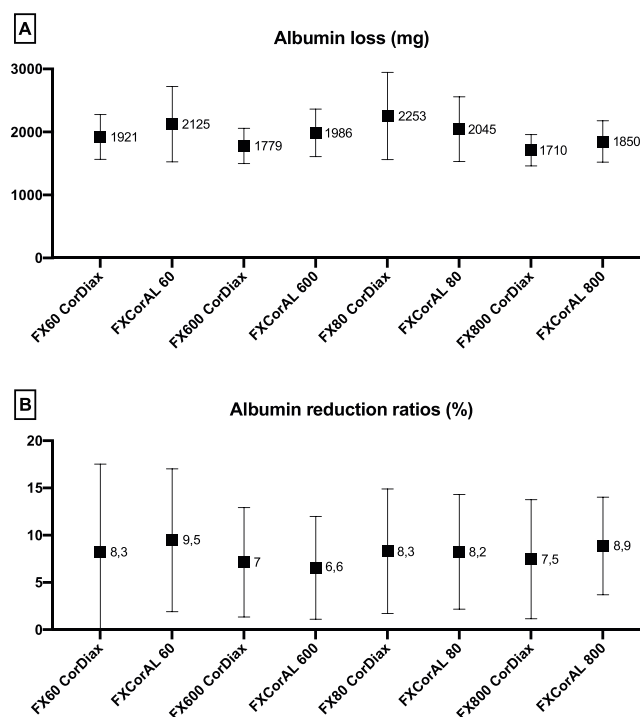 A
Albumin loss (mg)
3000
2000
1000
0
1921
2125
1779
1986
2253
2045
1710
1850
FX60 CorDiax
FXCorAL 60
FX600 CorDiax
FXCorAL 600
FX80 CorDiax
FXCorAL 80
FX800 CorDiax
FXCorAL 800
B
Albumin reduction ratios (%)
20
15
10
5
0
8,3
9,5
7
6,6
8,3
8,2
7,5
8,9
FX60 CorDiax
FXCorAL 60
FX600 CorDiax
FXCorAL 600
FX80 CorDiax
FXCorAL 80
FX800 CorDiax
FXCorAL 800